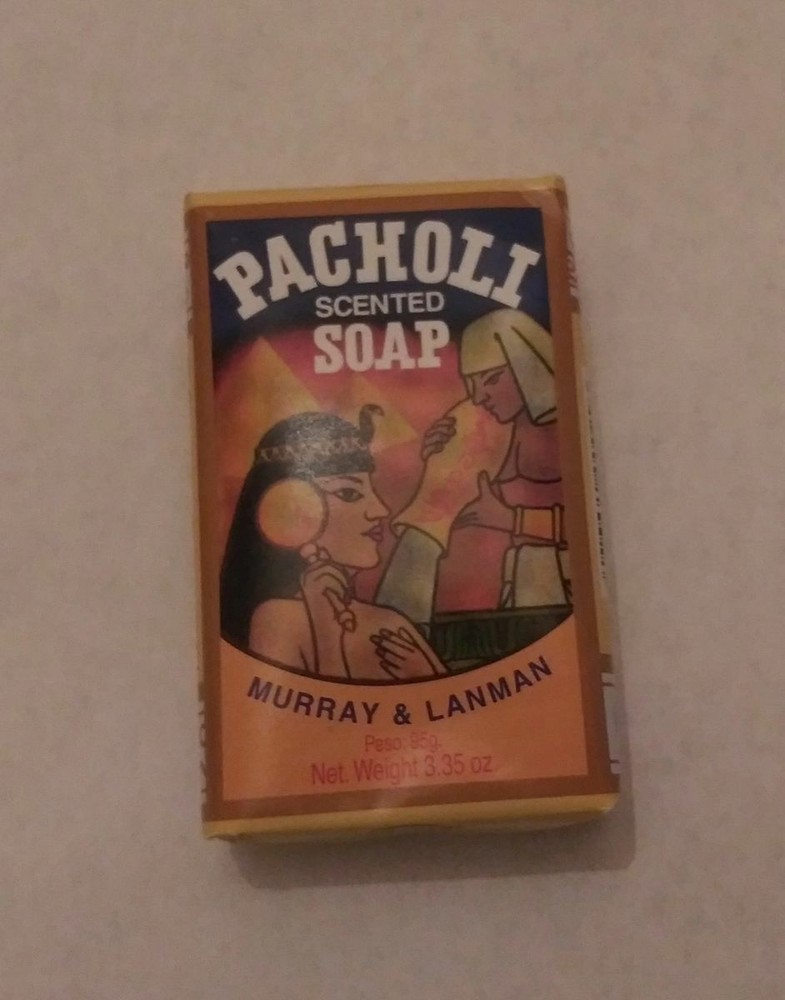 PACHOLI
SCENTED
SOAP
MURRAY & LANMAN
Peso: 95g.
Net. Weight 3.35 oz.